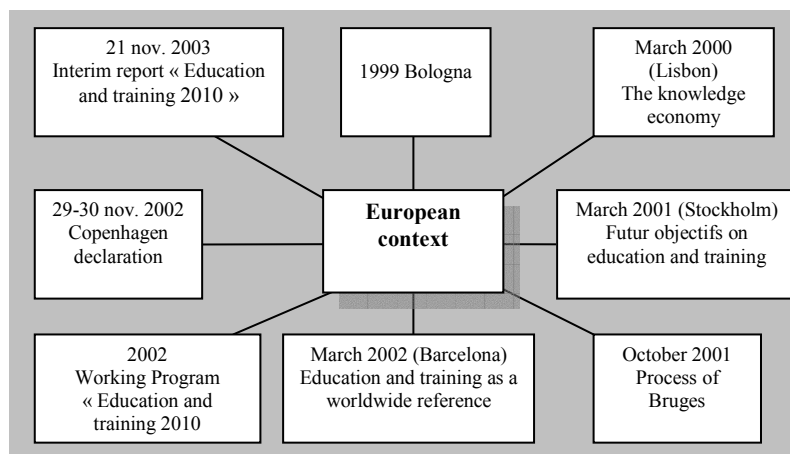 21 nov. 2003
Interim report « Education
and training 2010 »
1999 Bologna
March 2000
(Lisbon)
The knowledge
economy
29-30 nov. 2002
Copenhagen
declaration
European
context
March 2001 (Stockholm)
Futur objectifs on
education and training
2002
Working Program
« Education and
training 2010
March 2002 (Barcelona)
Education and training as a
worldwide reference
October 2001
Process of
Bruges